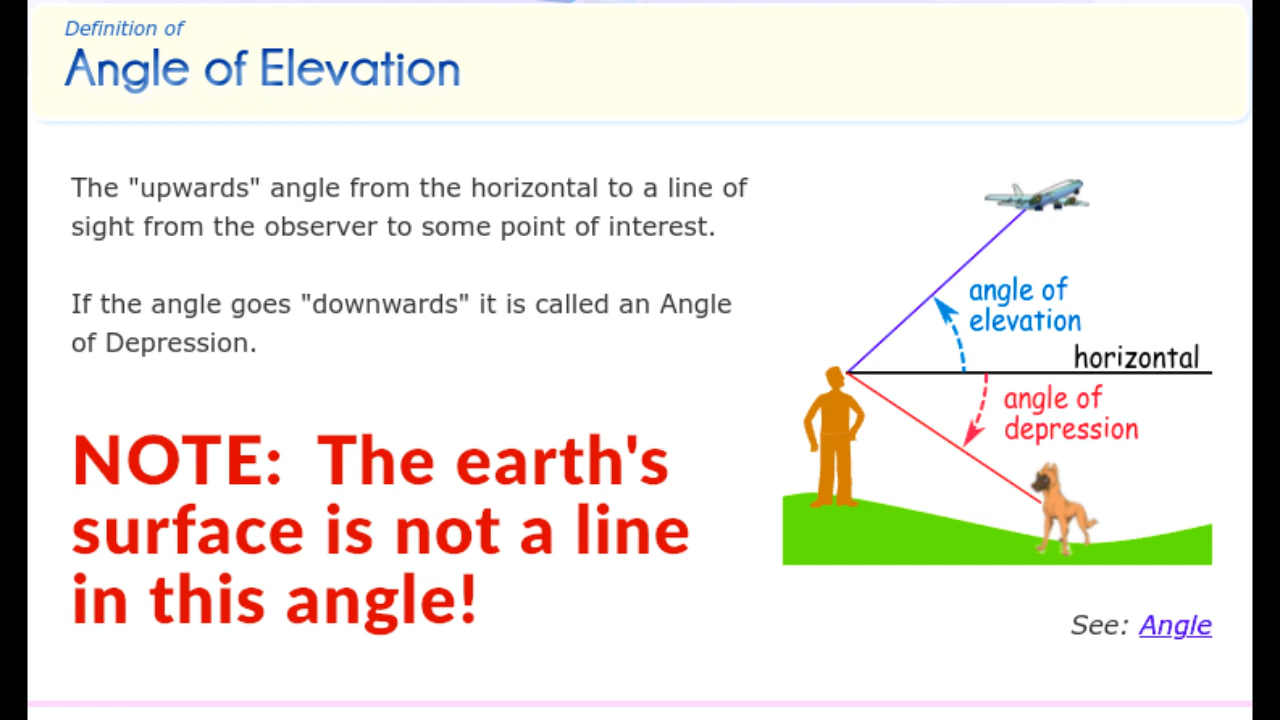 Definition of
Angle of Elevation
The "upwards" angle from the horizontal to a line of
sight from the observer to some point of interest.
If the angle goes "downwards" it is called an Angle
of Depression.
NOTE: The earth's
surface is not a line
in this angle!
angle of
elevation
horizontal
angle of
depression
See: Angle